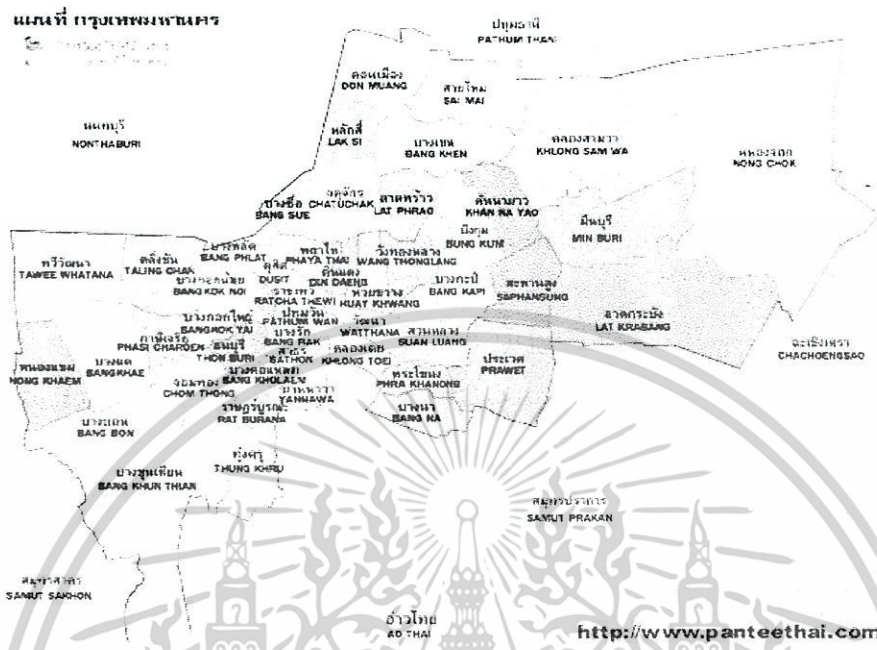 แผนที่ กรุงเทพมหานคร
ปทุมธานี
PATHUM THANI
ดอนเมือง
DON MUANG
สายไหม
SAI MAI
นนทบุรี
NONTHABURI
หลักสี่
LAK SI
บางเขน
BANG KHEN
คลองสามวา
KHLONG SAM WA
หนองจอก
NONG CHOK
บางซื่อ
BANG SUE
จตุจักร
CHATUCHAK
ลาดพร้าว
LAT PHRAO
คันนายาว
KHAN NA YAO
บึงกุ่ม
BUNG KUM
มีนบุรี
MIN BURI
ทวีวัฒนา
TAWEE WHATANA
ตลิ่งชัน
TALING CHAN
บางพลัด
BANG PHLAT
ดุสิต
DUSIT
พญาไท
PHAYA THAI
ดินแดง
DIN DAENG
วังทองหลาง
WANG THONGLANG
บางกะปิ
BANG KAPI
สะพานสูง
SAPHANSUNG
บางกอกน้อย
BANGKOK NOI
ราชเทวี
RATCHA THEWI
ห้วยขวาง
HUAY KHWANG
ลาดกระบัง
LAT KRABANG
บางกอกใหญ่
BANGKOK YAI
ปทุมวัน
PATHUM WAN
วัฒนา
WATTHANA
สวนหลวง
SUAN LUANG
ฉะเชิงเทรา
CHACHOENGSAO
ภาษีเจริญ
PHASI CHAROEN
ธนบุรี
THON BURI
บางรัก
BANG RAK
สาธร
SATHON
คลองเตย
KHLONG TOEI
ประเวศ
PRAWET
หนองแขม
NONG KHAEM
บางแค
BANGKHAE
จอมทอง
CHOM THONG
บางคอแหลม
BANG KHOLAEM
ยานนาวา
YANNAWA
พระโขนง
PHRA KHANONG
บางบอน
BANG BON
ราษฎร์บูรณะ
RAT BURANA
บางนา
BANG NA
บางขุนเทียน
BANG KHUN THIAN
ทุ่งครุ
THUNG KHRU
สมุทรปราการ
SAMUT PRAKAN
สมุทรสาคร
SAMUT SAKHON
อ่าวไทย
AO THAI
http://www.panteethai.com